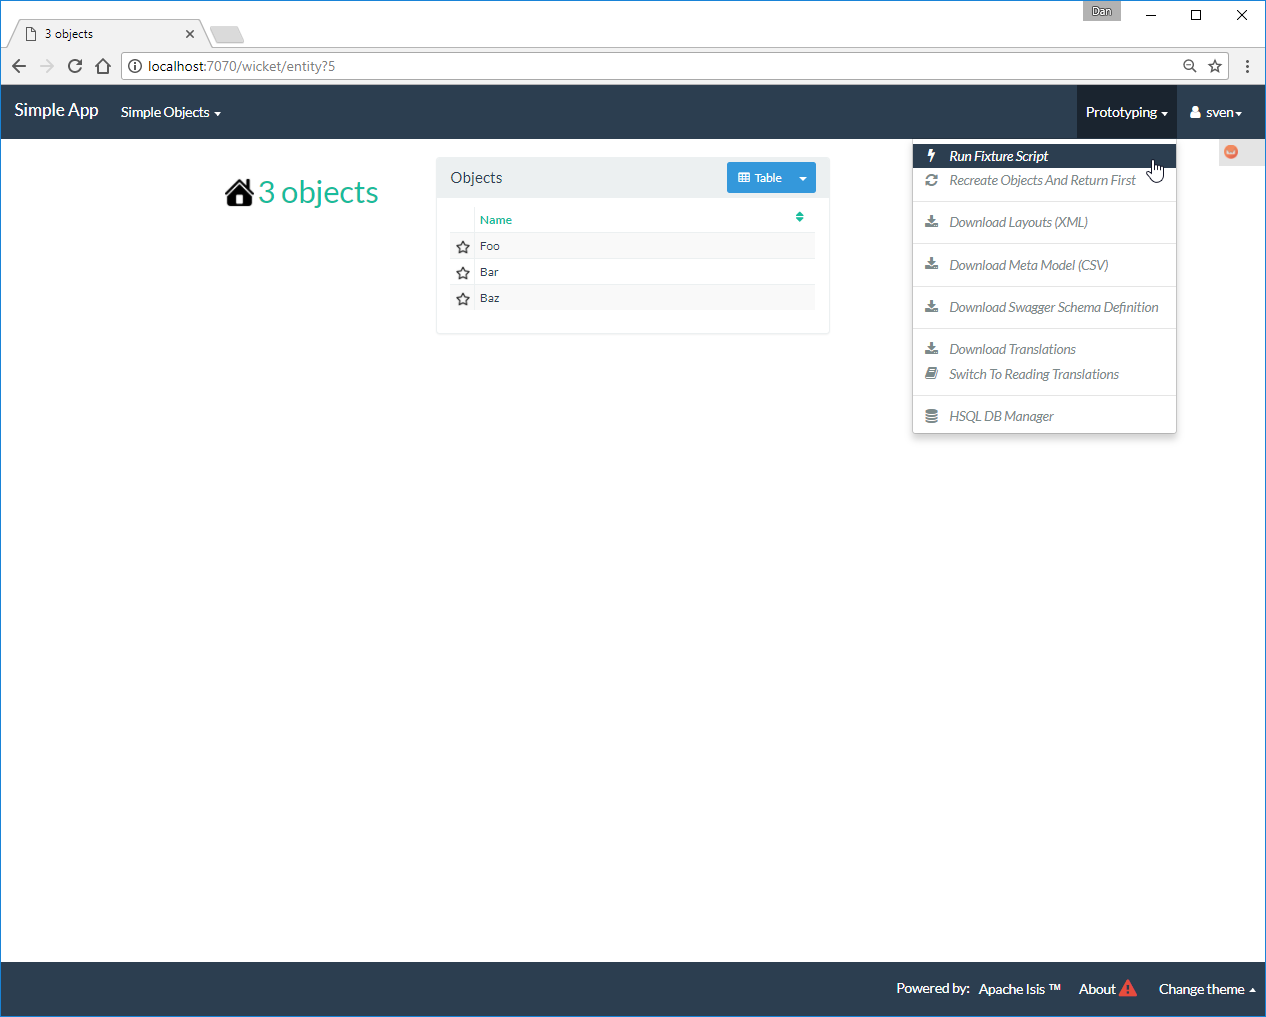 Dan
3 objects
localhost:7070/wicket/entity?5
Simple App
Simple Objects
Prototyping
sven
3 objects
Objects
Table
Name
Foo
Bar
Baz
Run Fixture Script
Recreate Objects And Return First
Download Layouts (XML)
Download Meta Model (CSV)
Download Swagger Schema Definition
Download Translations
Switch To Reading Translations
HSQL DB Manager
Powered by: Apache Isis ™ About Change theme